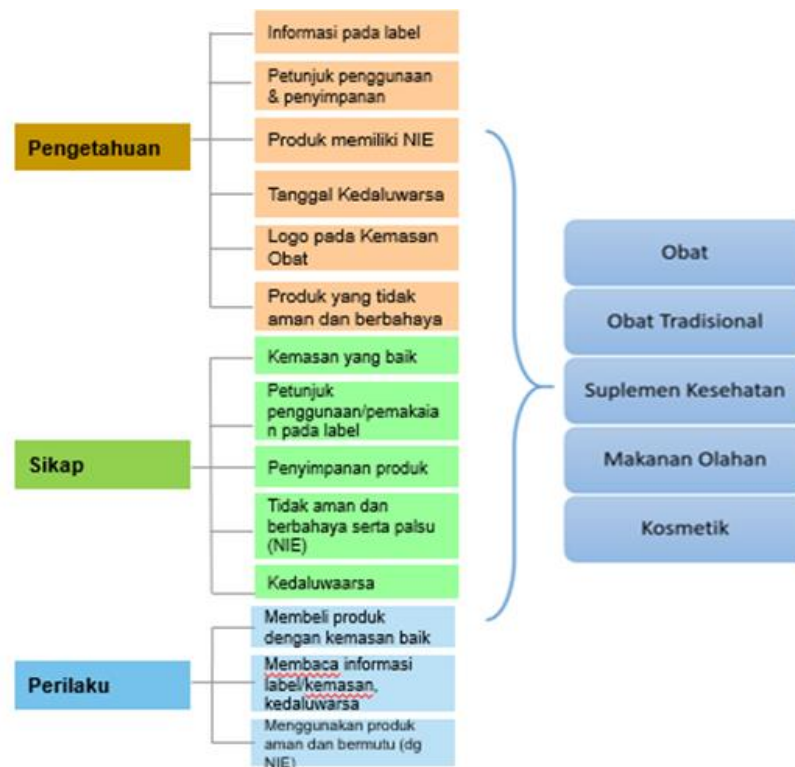 Pengetahuan
Informasi pada label
Petunjuk penggunaan
& penyimpanan
Produk memiliki NIE
Tanggal Kedaluwarsa
Logo pada Kemasan
Obat
Produk yang tidak
aman dan berbahaya
Sikap
Kemasan yang baik
Petunjuk
penggunaan/pemakaia
n pada label
Penyimpanan produk
Tidak aman dan
berbahaya serta palsu
(NIE)
Kedaluwaarsa
Perilaku
Membeli produk
dengan kemasan baik
Membaca informasi
label/kemasan,
kedaluwarsa
Menggunakan produk
aman dan bermutu (dg
NIE)
Obat
Obat Tradisional
Suplemen Kesehatan
Makanan Olahan
Kosmetik